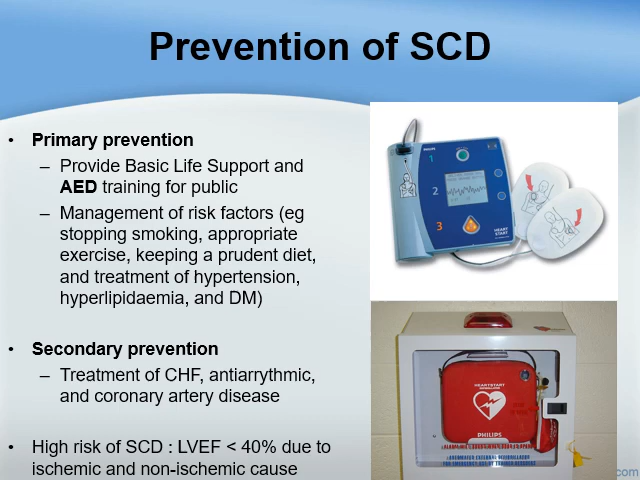 Prevention of SCD
• Primary prevention
– Provide Basic Life Support and
AED training for public
– Management of risk factors (eg
stopping smoking, appropriate
exercise, keeping a prudent diet,
and treatment of hypertension,
hyperlipidaemia, and DM)
• Secondary prevention
– Treatment of CHF, antiarrythmic,
and coronary artery disease
• High risk of SCD : LVEF < 40% due to
ischemic and non-ischemic cause
PHILIPS
1
2
3
HEART
START
HEARTSTART
PHILIPS
.com